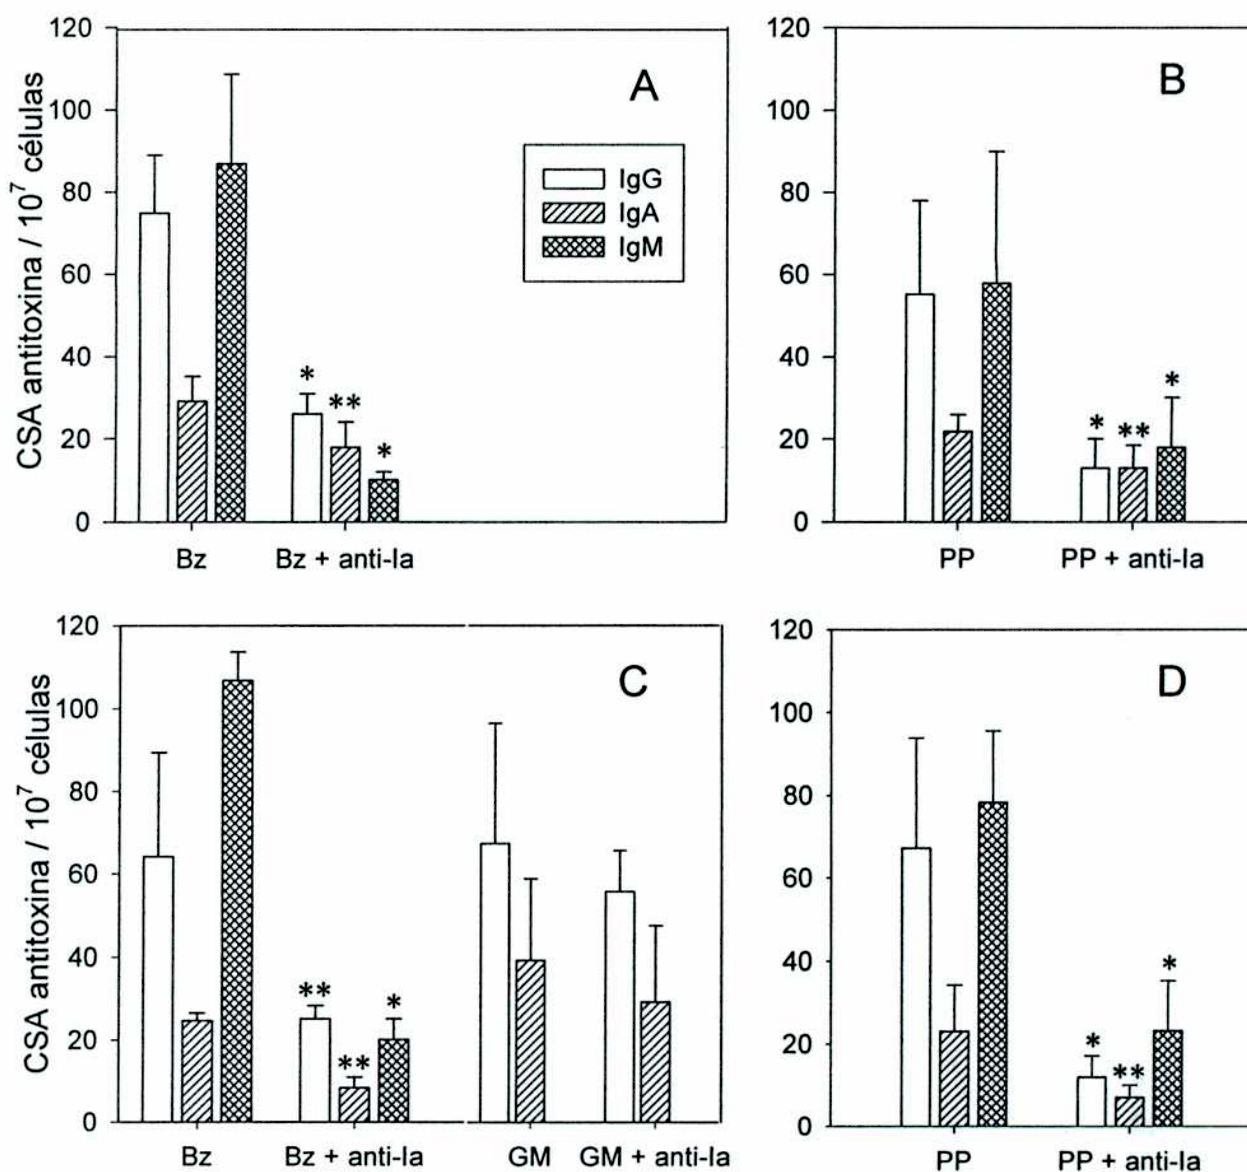 CSA antitoxina / 10⁷ células
120
100
80
60
40
20
0
A
IgG
IgA
IgM
*
**
*
Bz
Bz + anti-Ia
120
100
80
60
40
20
0
B
*
**
*
PP
PP + anti-Ia
CSA antitoxina / 10⁷ células
120
100
80
60
40
20
0
C
**
**
*
Bz
Bz + anti-Ia
GM
GM + anti-Ia
120
100
80
60
40
20
0
D
*
**
*
PP
PP + anti-Ia